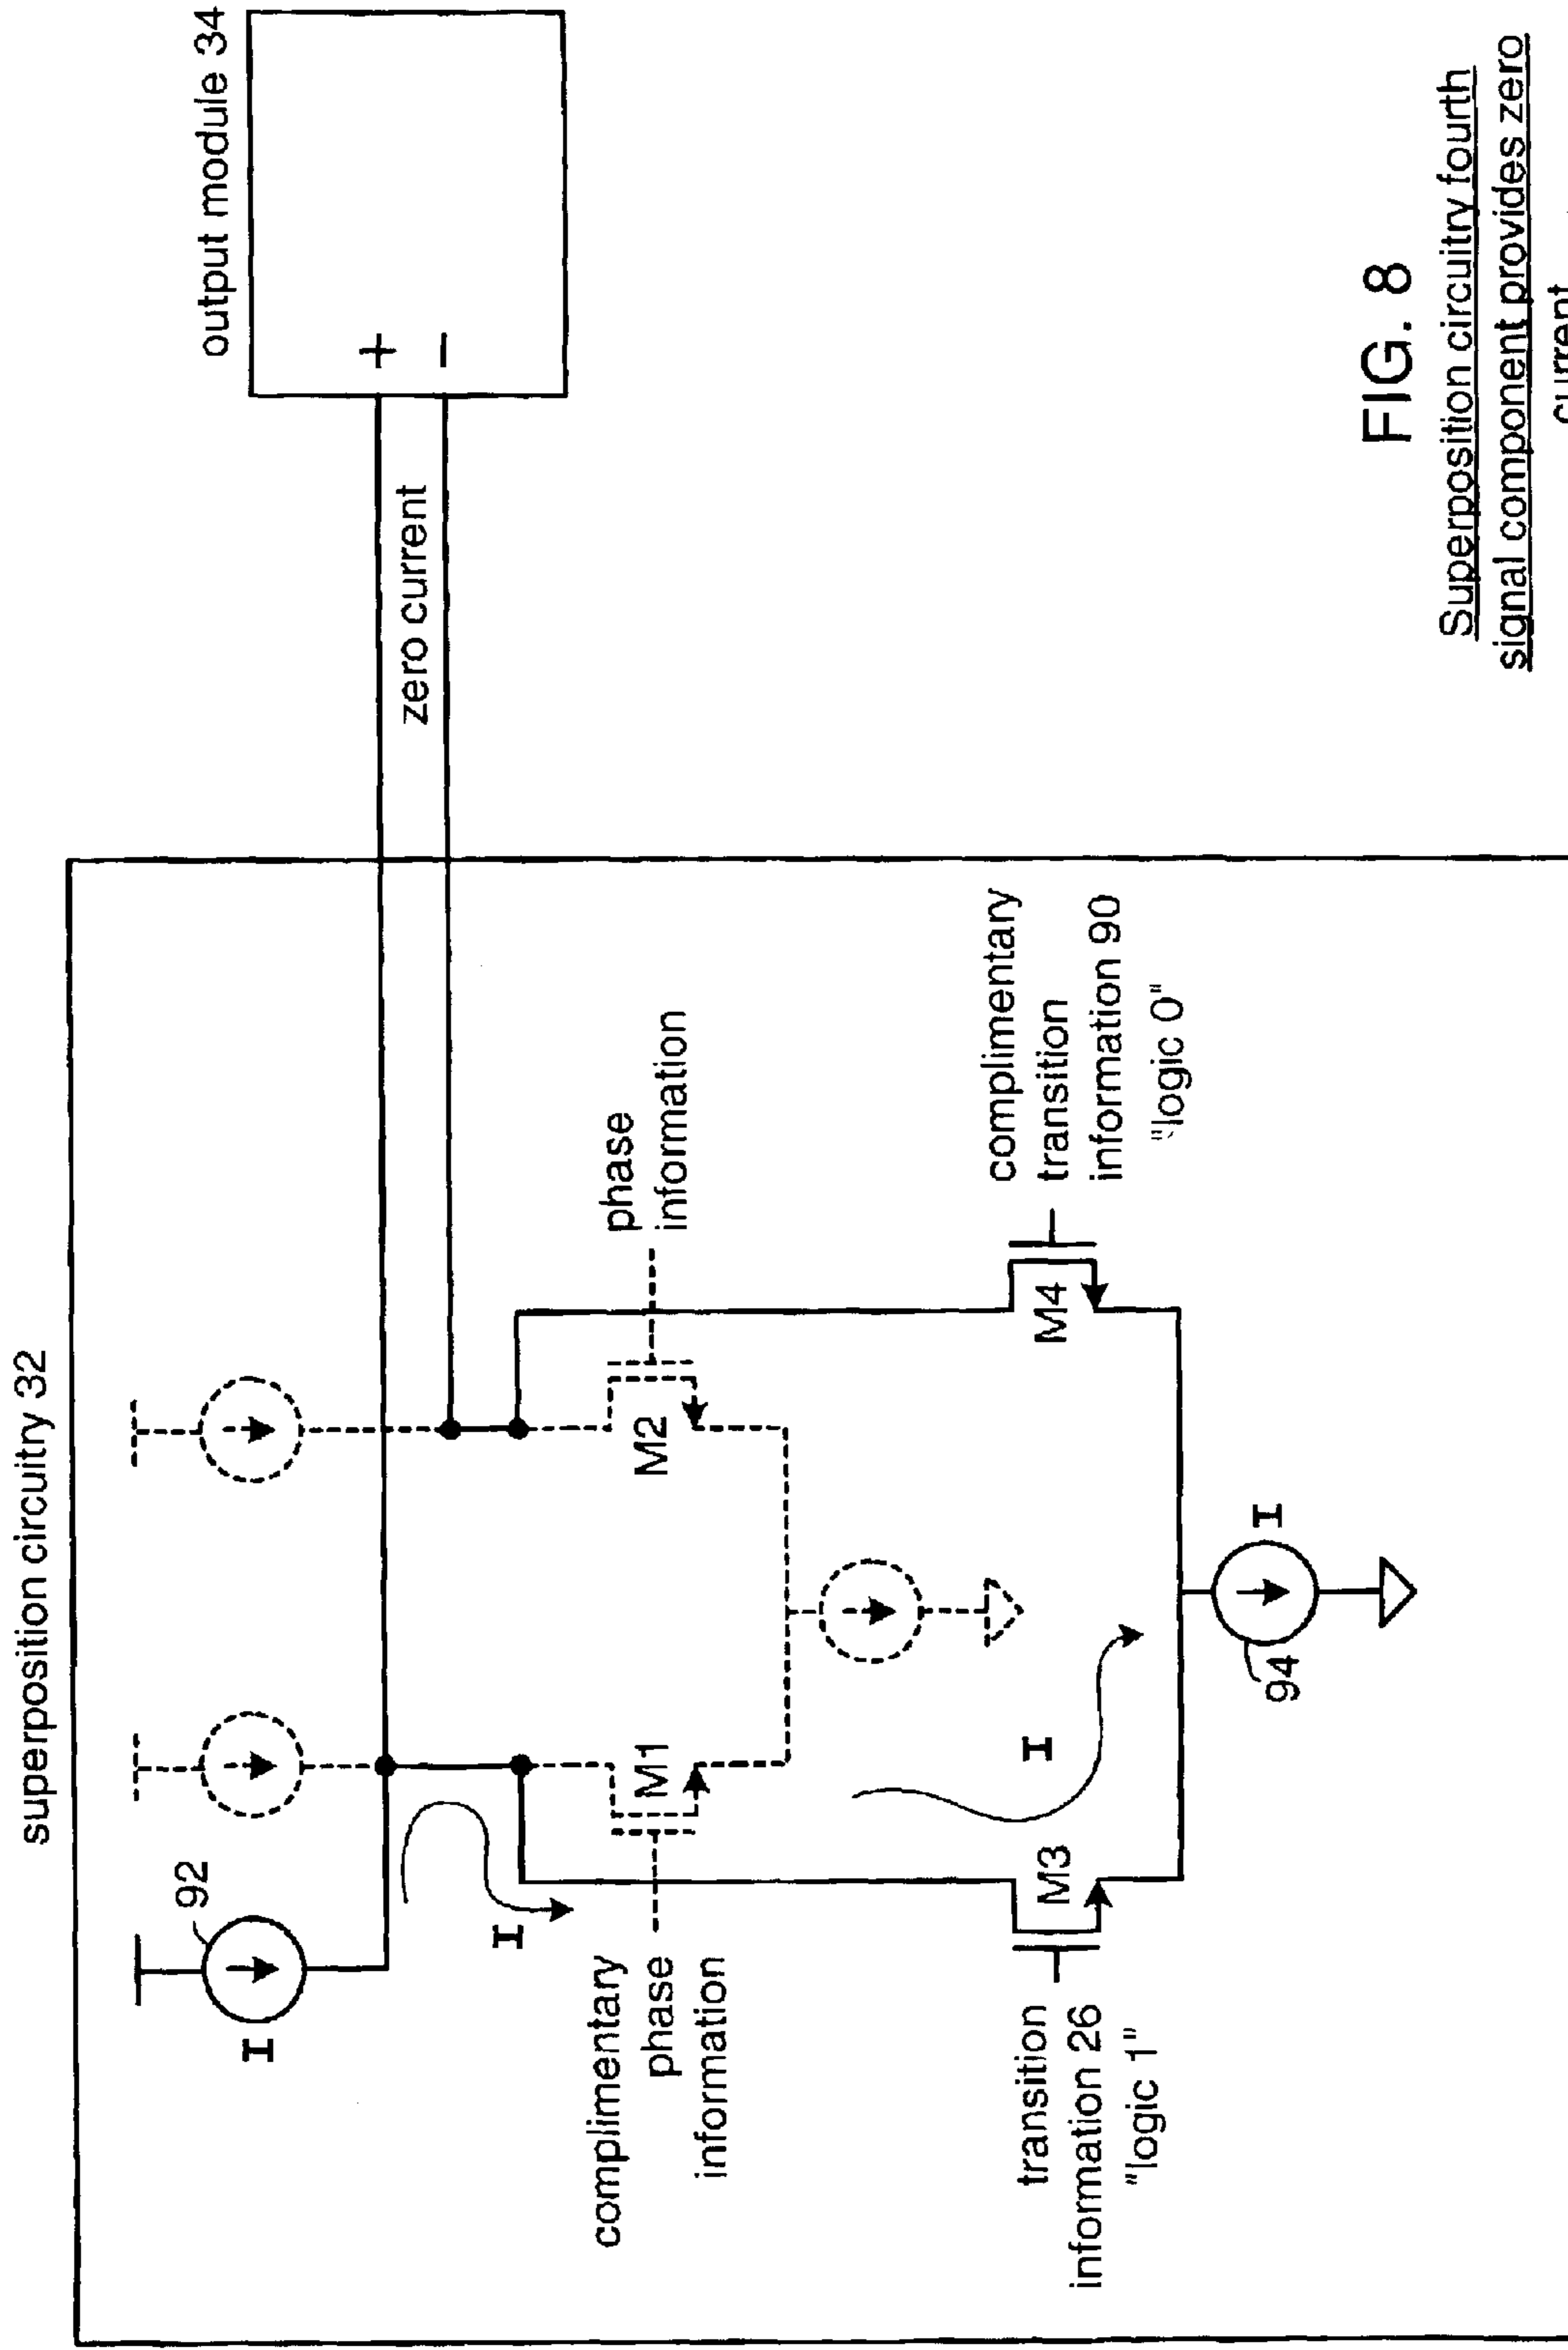 superposition circuitry 32
output module 34
+
−
zero current
92
I
I
complimentary
phase
information
M1
M2
phase
information
transition
information 26
"logic 1"
M3
I
M4
complimentary
transition
information 90
"logic 0"
I
94
FIG. 8
Superposition circuitry fourth
signal component provides zero
current